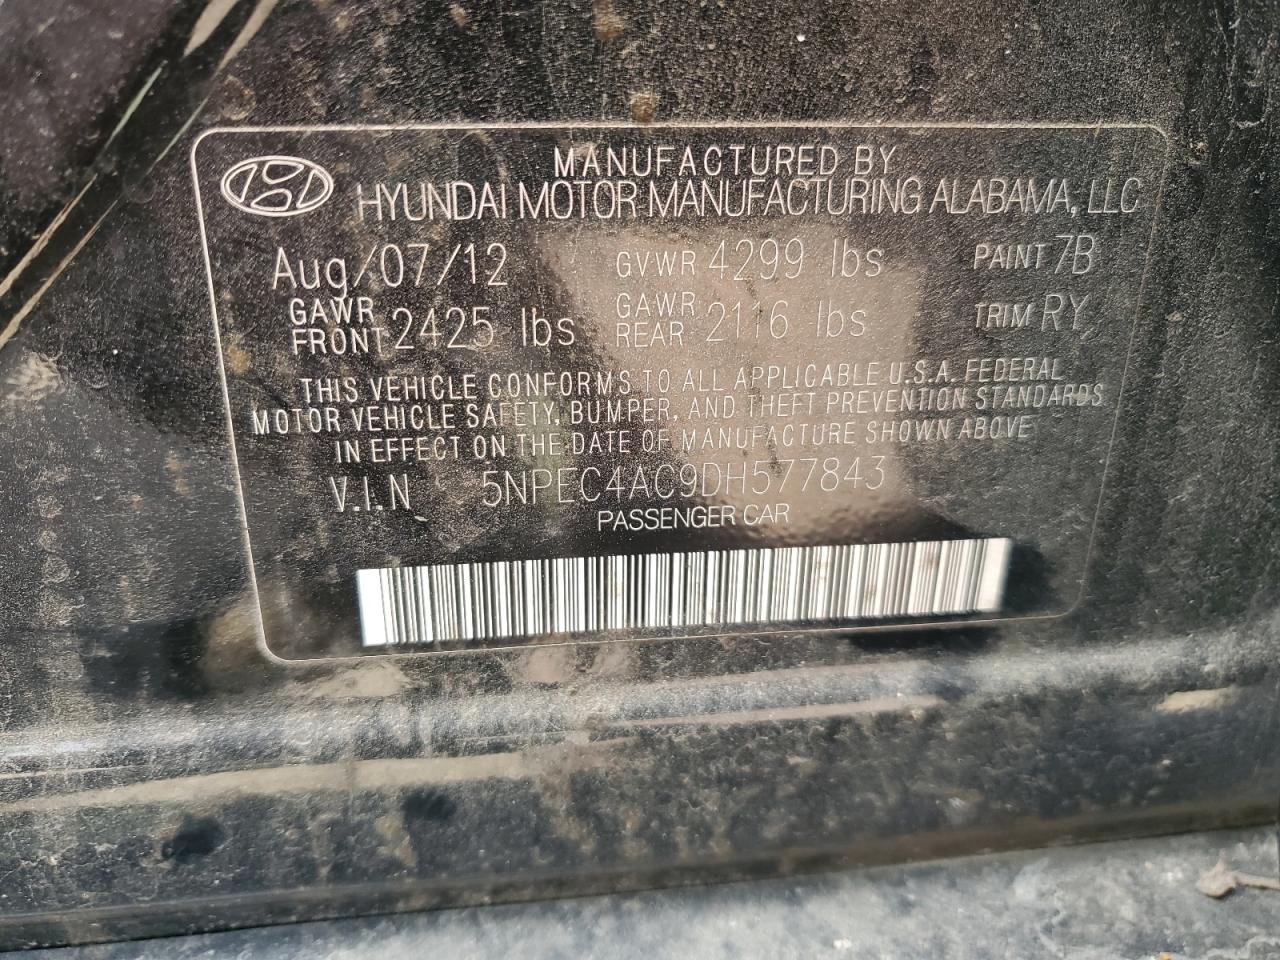 MANUFACTURED BY
HYUNDAI MOTOR MANUFACTURING ALABAMA, LLC
Aug/07/12 GVWR 4299 lbs PAINT 7B
GAWR FRONT 2425 lbs GAWR REAR 2116 lbs TRIM RY
THIS VEHICLE CONFORMS TO ALL APPLICABLE U.S.A. FEDERAL
MOTOR VEHICLE SAFETY, BUMPER, AND THEFT PREVENTION STANDARDS
IN EFFECT ON THE DATE OF MANUFACTURE SHOWN ABOVE
V.I.N 5NPEC4AC9DH577843
PASSENGER CAR